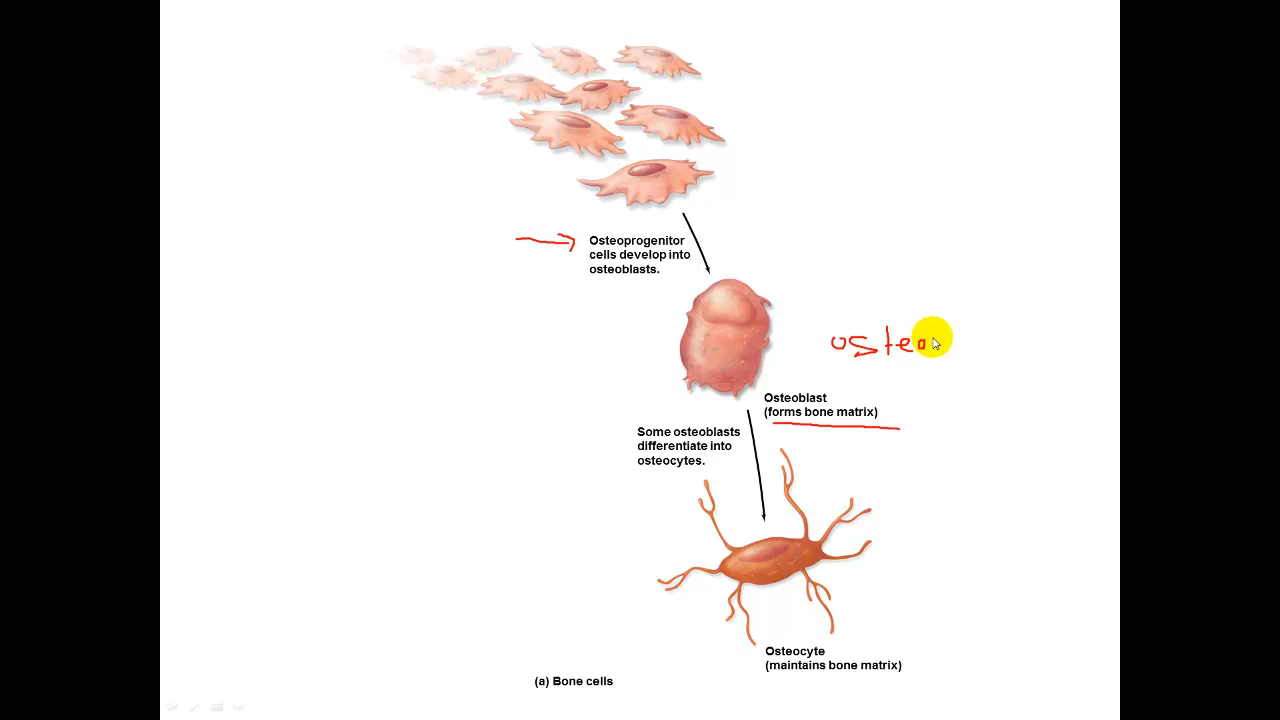 Osteoprogenitor
cells develop into
osteoblasts.
osteo
Osteoblast
(forms bone matrix)
Some osteoblasts
differentiate into
osteocytes.
Osteocyte
(maintains bone matrix)
(a) Bone cells